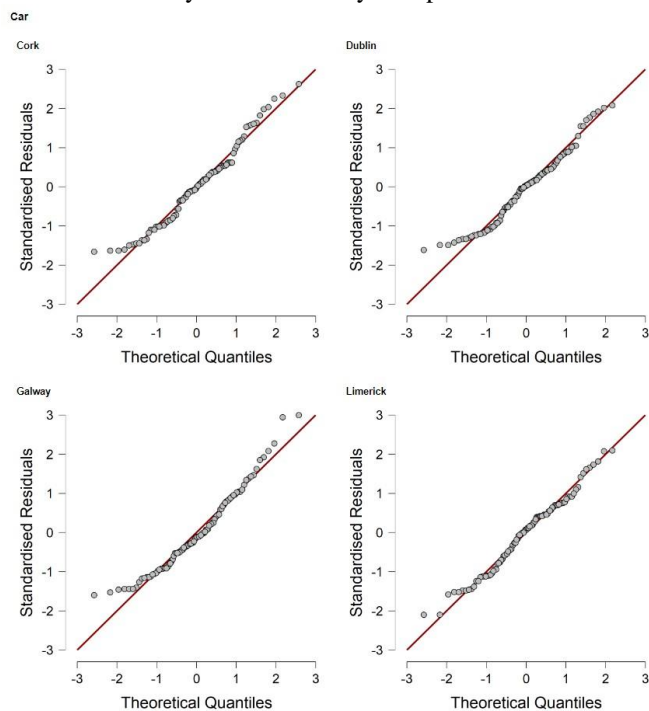 Car
Cork
Dublin
3
2
1
0
-1
-2
-3
Standardised Residuals
-3 -2 -1 0 1 2 3
Theoretical Quantiles
3
2
1
0
-1
-2
-3
Standardised Residuals
-3 -2 -1 0 1 2 3
Theoretical Quantiles
Galway
Limerick
3
2
1
0
-1
-2
-3
Standardised Residuals
-3 -2 -1 0 1 2 3
Theoretical Quantiles
3
2
1
0
-1
-2
-3
Standardised Residuals
-3 -2 -1 0 1 2 3
Theoretical Quantiles